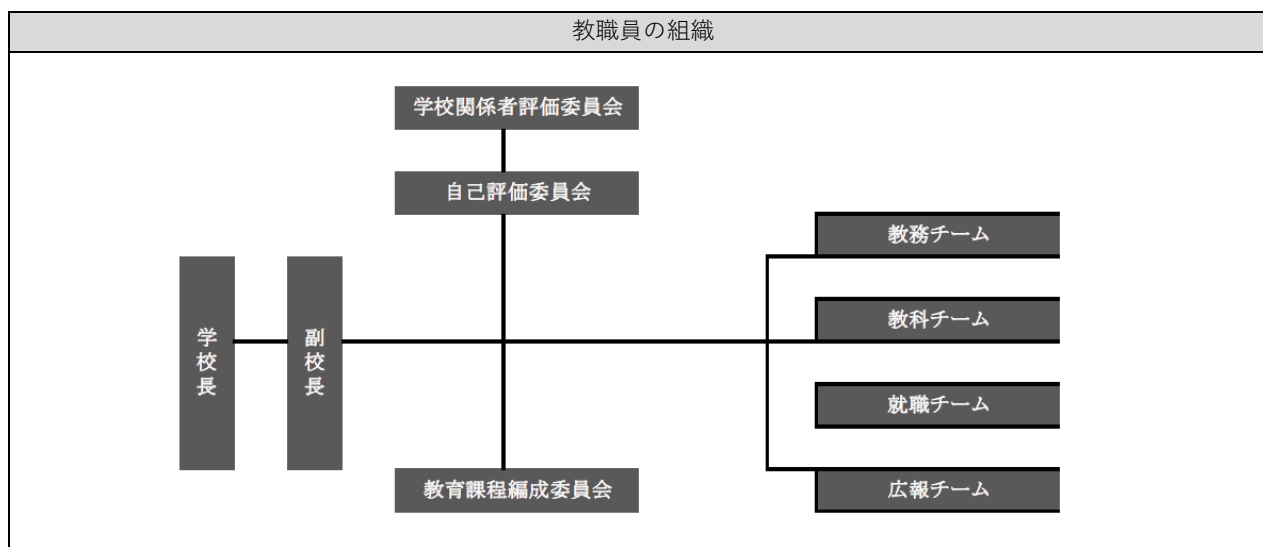 教職員の組織
学校関係者評価委員会
自己評価委員会
学校長
副校長
教務チーム
教科チーム
就職チーム
広報チーム
教育課程編成委員会